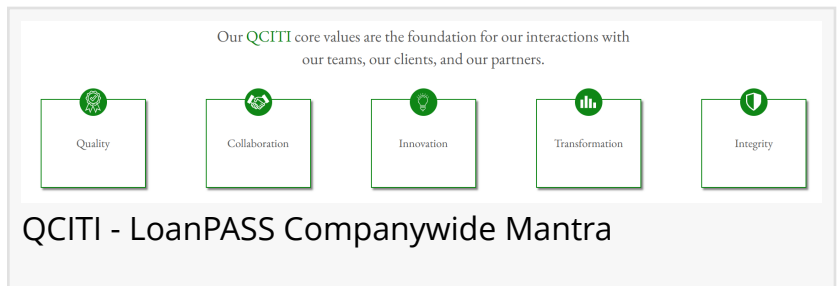 Our QCITI core values are the foundation for our interactions with
our teams, our clients, and our partners.
Quality
Collaboration
Innovation
Transformation
Integrity
QCITI - LoanPASS Companywide Mantra